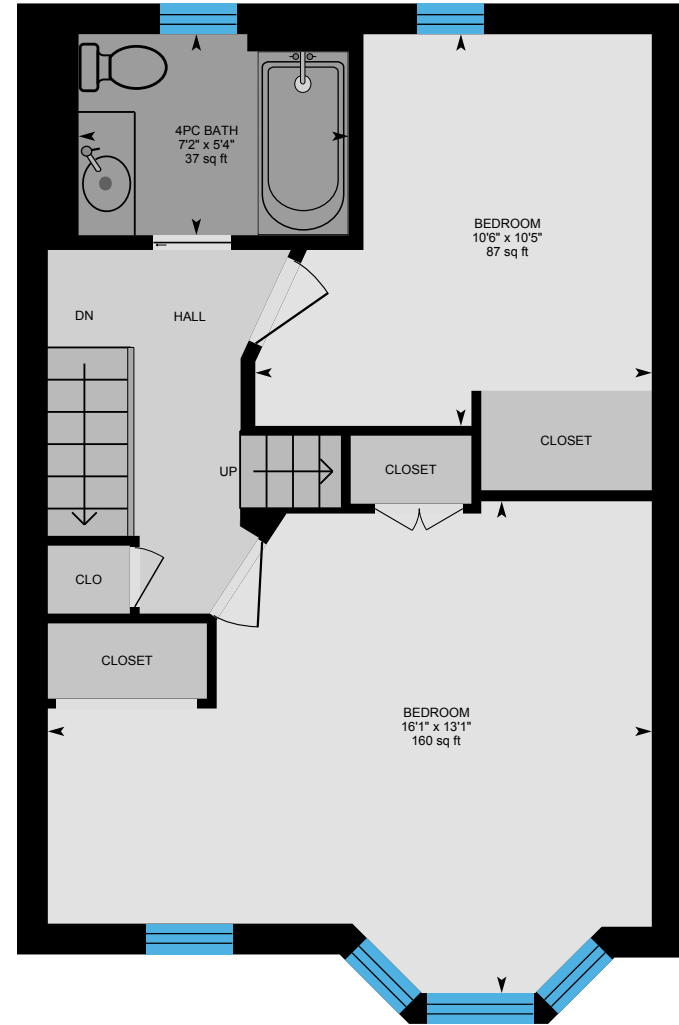 4PC BATH
7'2" x 5'4"
37 sq ft
BEDROOM
10'6" x 10'5"
87 sq ft
DN
HALL
CLOSET
UP
CLOSET
CLO
CLOSET
BEDROOM
16'1" x 13'1"
160 sq ft